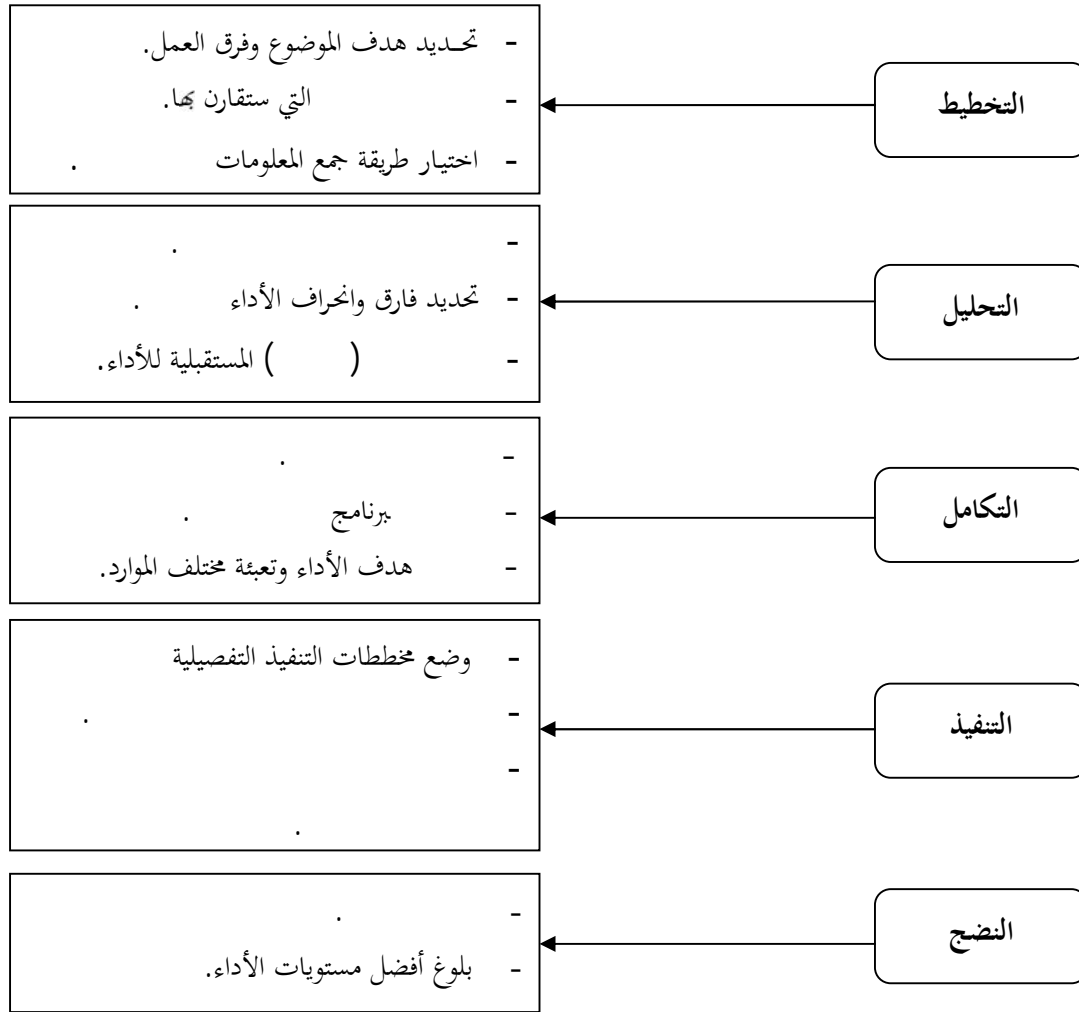 التخطيط
- تحديد هدف الموضوع وفرق العمل.
- التي ستقارن بها.
- اختيار طريقة جمع المعلومات .
التحليل
- .
- تحديد فارق وانحراف الأداء .
- ( ) المستقبلية للأداء.
التكامل
- .
- برنامج .
- هدف الأداء وتعبئة مختلف الموارد.
التنفيذ
- وضع مخططات التنفيذ التفصيلية
- .
-
.
النضج
- .
- بلوغ أفضل مستويات الأداء.